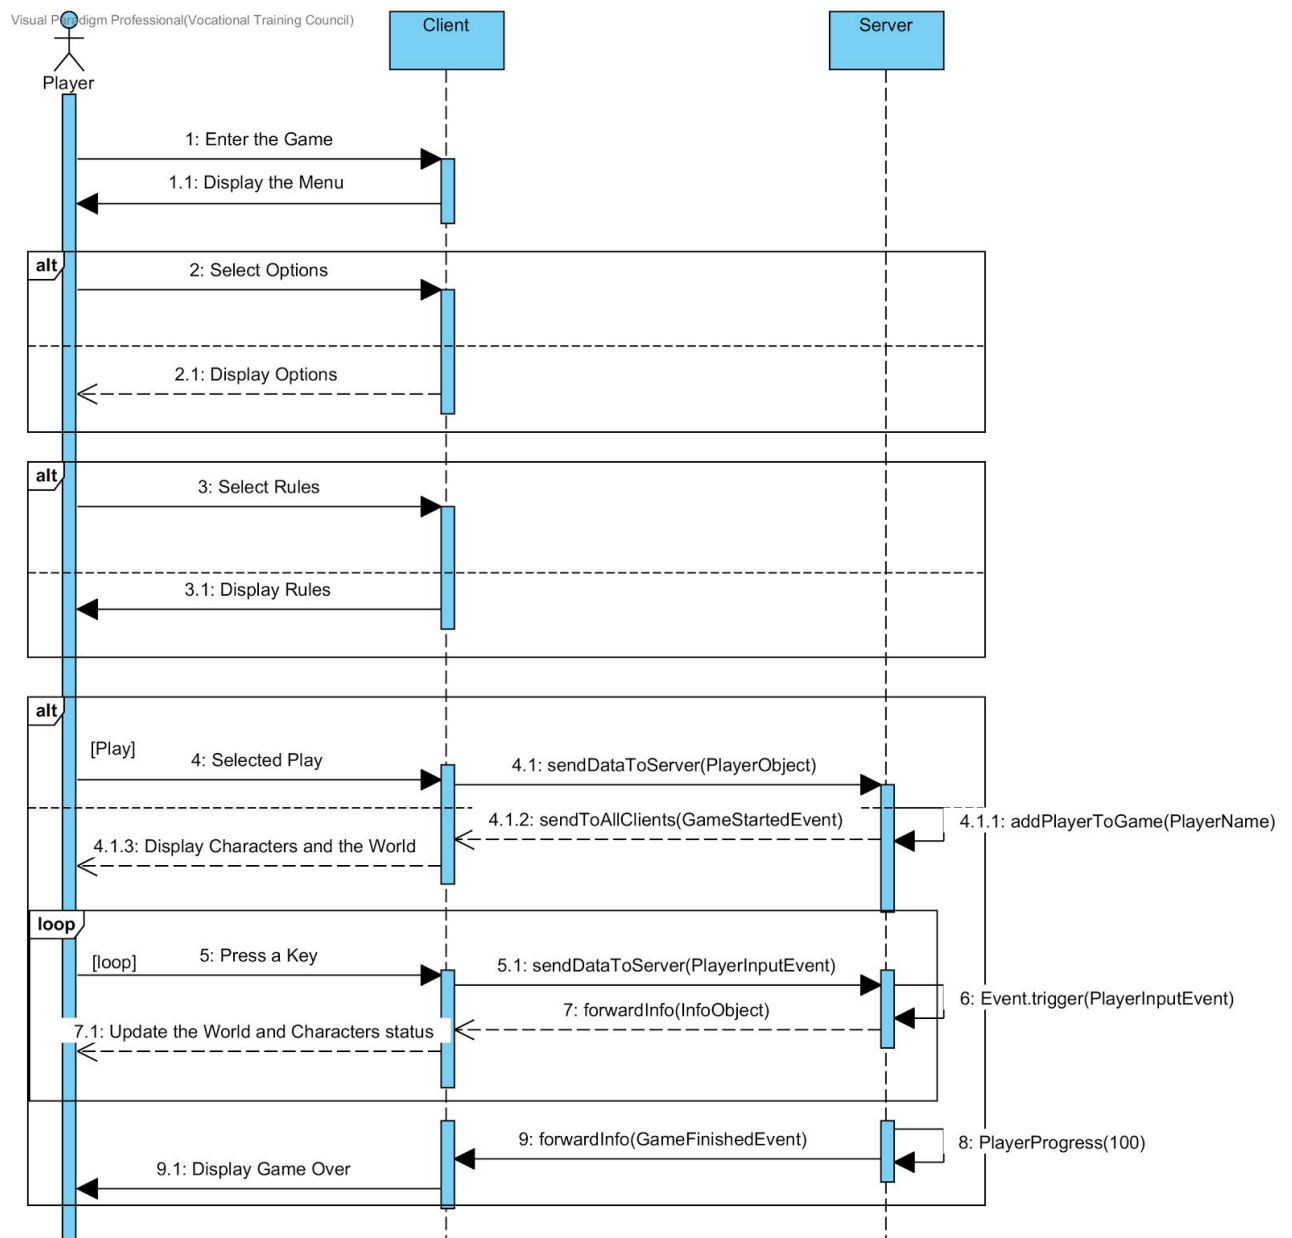 Visual Paradigm Professional(Vocational Training Council)
Client
Server
Player
1: Enter the Game
1.1: Display the Menu
alt
2: Select Options
2.1: Display Options
alt
3: Select Rules
3.1: Display Rules
alt
[Play]
4: Selected Play
4.1: sendDataToServer(PlayerObject)
4.1.2: sendToAllClients(GameStartedEvent)
4.1.1: addPlayerToGame(PlayerName)
4.1.3: Display Characters and the World
loop
[loop]
5: Press a Key
5.1: sendDataToServer(PlayerInputEvent)
6: Event.trigger(PlayerInputEvent)
7: forwardInfo(InfoObject)
7.1: Update the World and Characters status
9: forwardInfo(GameFinishedEvent)
8: PlayerProgress(100)
9.1: Display Game Over